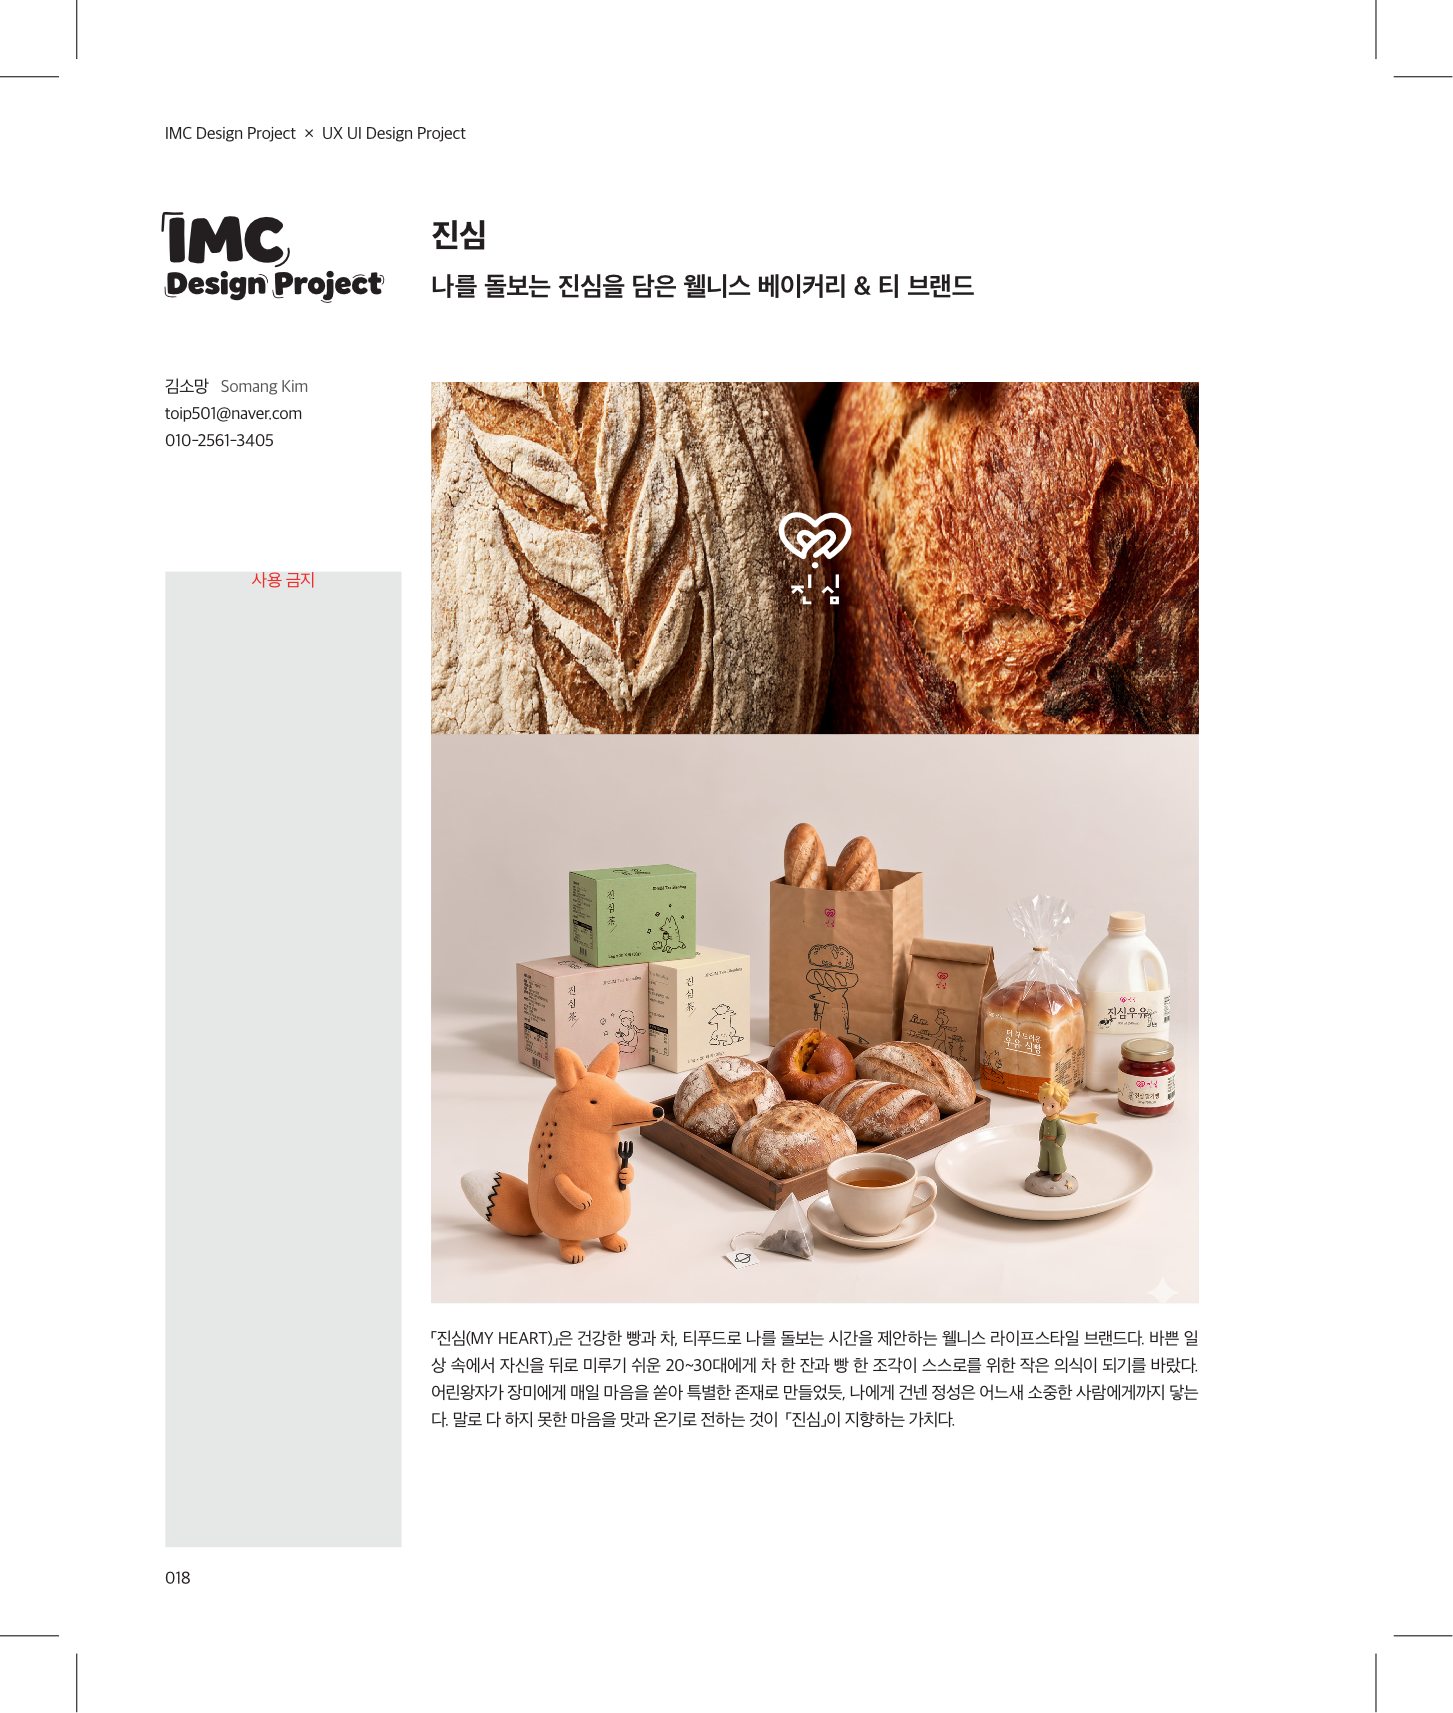 IMC Design Project × UX UI Design Project
IMC
Design Project
진심
나를 돌보는 진심을 담은 웰니스 베이커리 & 티 브랜드
김소망 Somang Kim
toip501@naver.com
010-2561-3405
사용 금지
진심
진심茶
진심茶
진심茶
진심
진심
우유 식빵
진심
진심우유
진심
「진심(MY HEART)」은 건강한 빵과 차, 티푸드로 나를 돌보는 시간을 제안하는 웰니스 라이프스타일 브랜드다. 바쁜 일
상 속에서 자신을 뒤로 미루기 쉬운 20~30대에게 차 한 잔과 빵 한 조각이 스스로를 위한 작은 의식이 되기를 바랐다.
어린왕자가 장미에게 매일 마음을 쏟아 특별한 존재로 만들었듯, 나에게 건넨 정성은 어느새 소중한 사람에게까지 닿는
다. 말로 다 하지 못한 마음을 맛과 온기로 전하는 것이 「진심」이 지향하는 가치다.
018